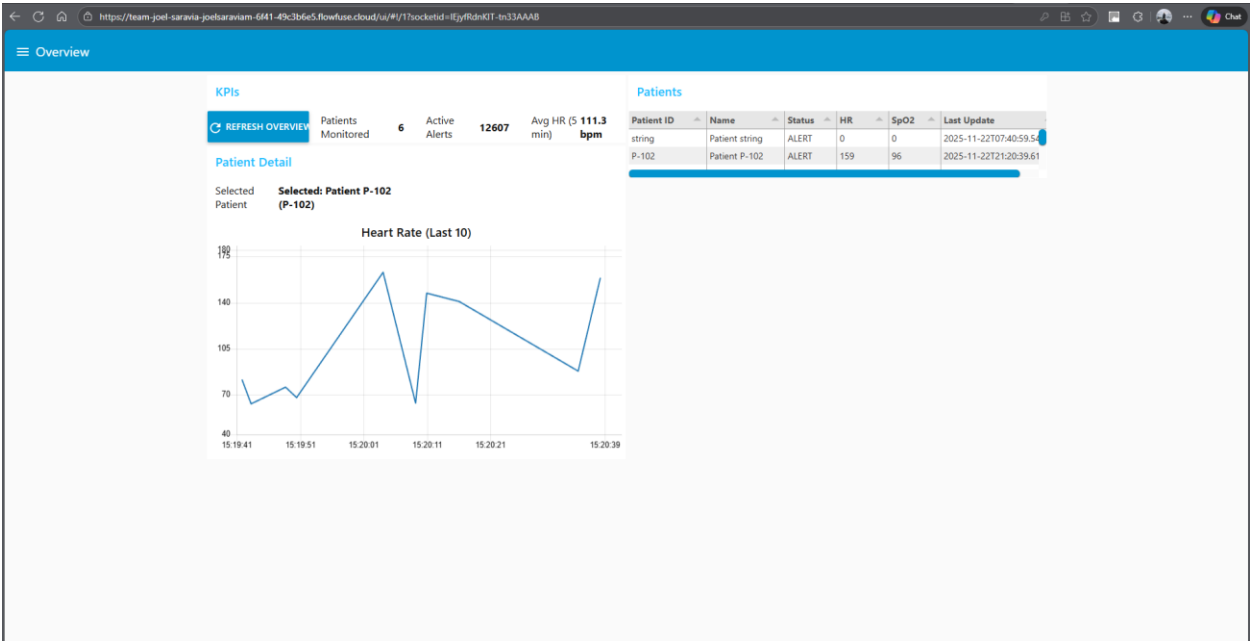 https://team-joel-saravia-joelsaraviam-6f41-49c3b6e5.flowfuse.cloud/ui/#!/1?socketid=IEjyfRdnKIT-tn33AAAB
Chat
Overview
KPIs
REFRESH OVERVIEW
Patients Monitored
6
Active Alerts
12607
Avg HR (5 min)
111.3 bpm
Patient Detail
Selected Patient
Selected: Patient P-102 (P-102)
Heart Rate (Last 10)
180
175
140
105
70
40
15:19:41 15:19:51 15:20:01 15:20:11 15:20:21 15:20:39
Patients
Patient ID Name Status HR SpO2 Last Update
string Patient string ALERT 0 0 2025-11-22T07:40:59.54
P-102 Patient P-102 ALERT 159 96 2025-11-22T21:20:39.61